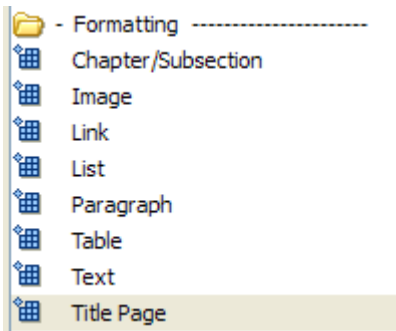 - Formatting ----------------------
Chapter/Subsection
Image
Link
List
Paragraph
Table
Text
Title Page